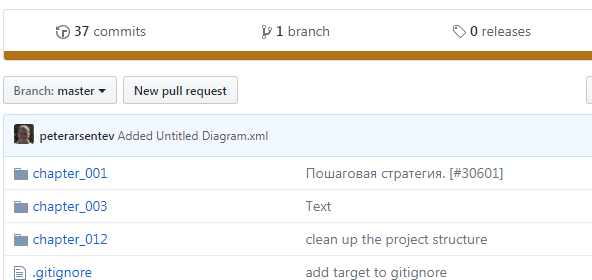 37 commits 1 branch 0 releases
Branch: master New pull request
peterarsentev Added Untitled Diagram.xml
chapter_001 Пошаговая стратегия. [#30601]
chapter_003 Text
chapter_012 clean up the project structure
.gitignore add target to gitignore